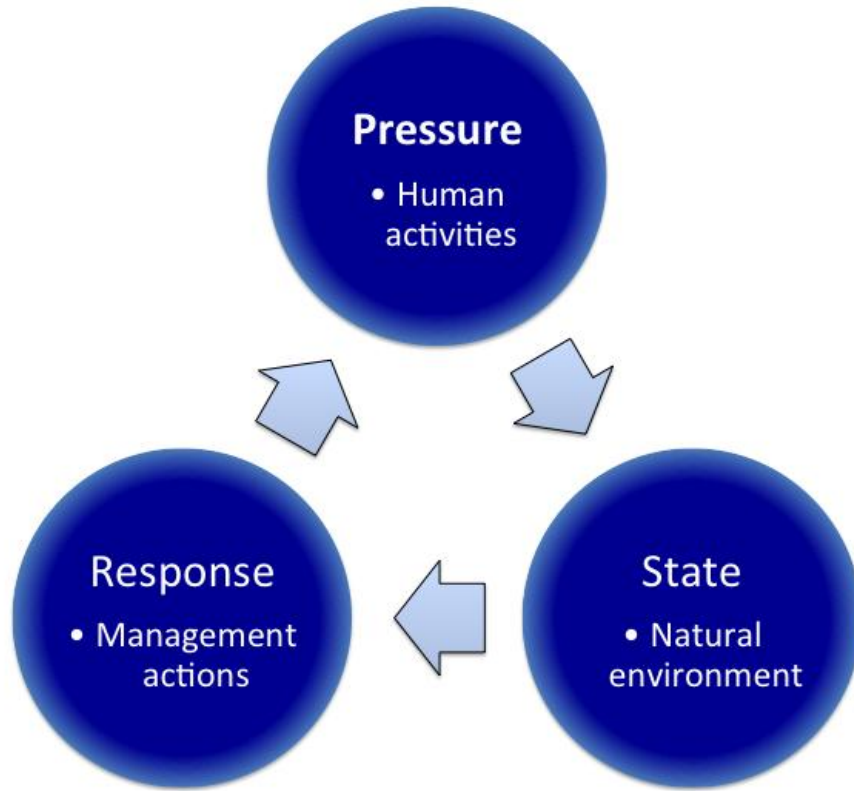 Pressure
• Human
activities
Response
• Management
actions
State
• Natural
environment